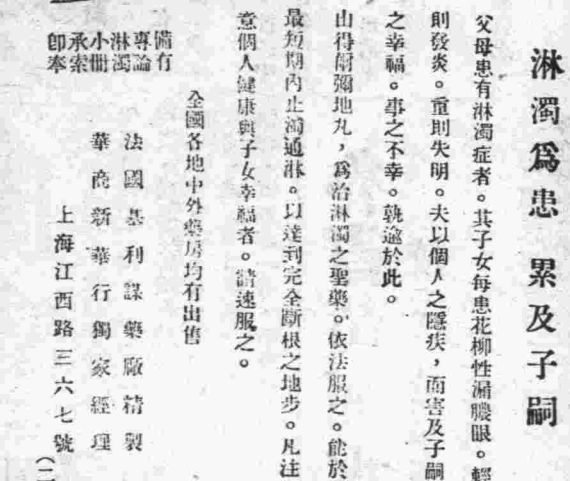 淋濁爲患 累及子嗣
父母患有淋濁症者。其子女每患花柳性漏膿眼。輕
則發炎。重則失明。夫以個人之隱疾，而害及子嗣
之幸福。事之不幸。孰逾於此。
由得爾彌地丸，爲治淋濁之聖藥。依法服之。能於
最短期內止濁通淋。以達到完全斷根之地步。凡注
意個人健康與子女幸福者。請速服之。
全國各地中外藥房均有出售
法國基利謀藥廠精製
華商新華行獨家經理
上海江西路三六七號
備有
專論
淋濁
小冊
承索
卽奉
(二